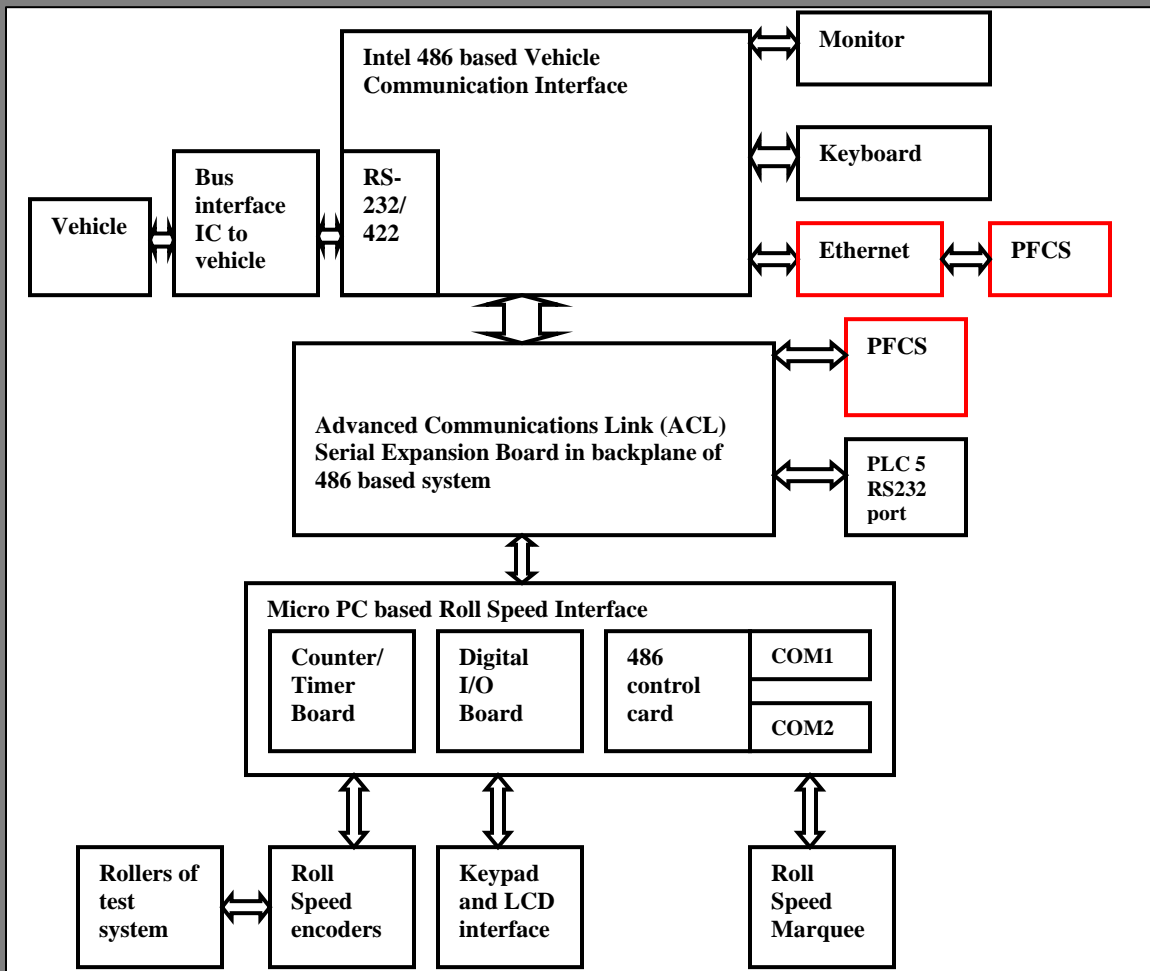 Intel 486 based Vehicle
Communication Interface
Monitor
Keyboard
Vehicle
Bus
interface
IC to
vehicle
RS-
232/
422
Ethernet
PFCS
PFCS
Advanced Communications Link (ACL)
Serial Expansion Board in backplane of
486 based system
PLC 5
RS232
port
Micro PC based Roll Speed Interface
Counter/
Timer
Board
Digital
I/O
Board
486
control
card
COM1
COM2
Rollers of
test
system
Roll
Speed
encoders
Keypad
and LCD
interface
Roll
Speed
Marquee